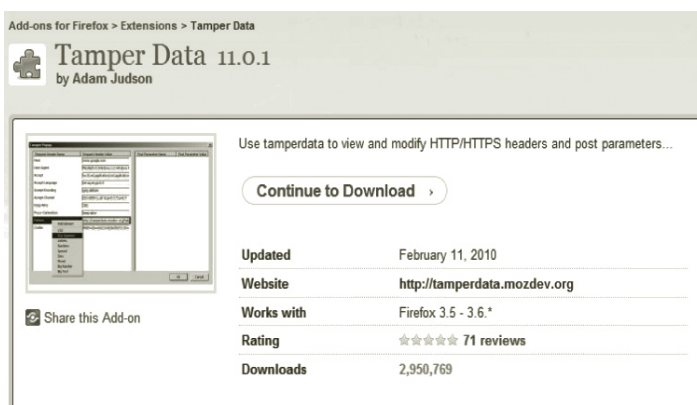 Add-ons for Firefox > Extensions > Tamper Data
Tamper Data 11.0.1
by Adam Judson
Use tamperdata to view and modify HTTP/HTTPS headers and post parameters...
Continue to Download ›
Updated February 11, 2010
Website http://tamperdata.mozdev.org
Works with Firefox 3.5 - 3.6.*
Share this Add-on
Rating 71 reviews
Downloads 2,950,769